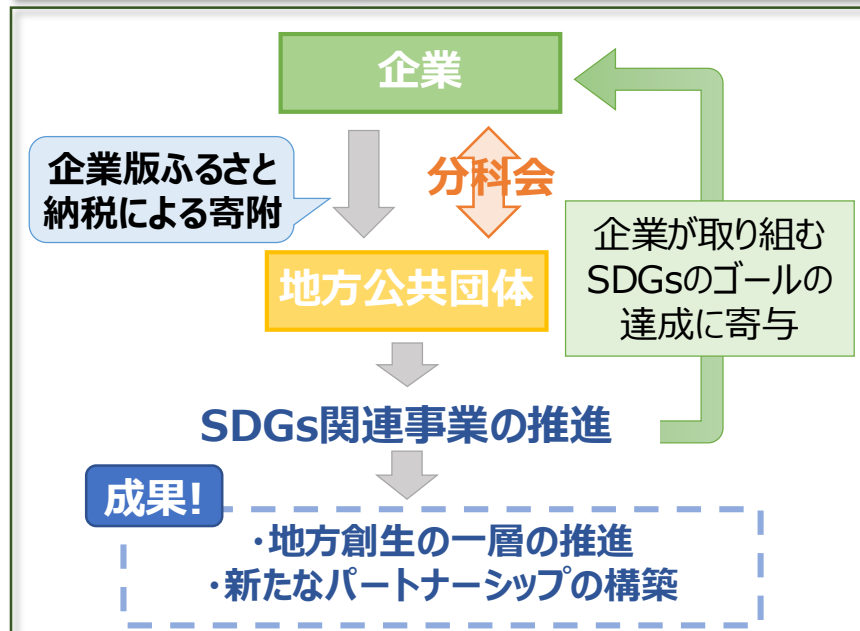 企業
企業版ふるさと
納税による寄附
分科会
地方公共団体
企業が取り組む
SDGsのゴールの
達成に寄与
SDGs関連事業の推進
成果!
・地方創生の一層の推進
・新たなパートナーシップの構築